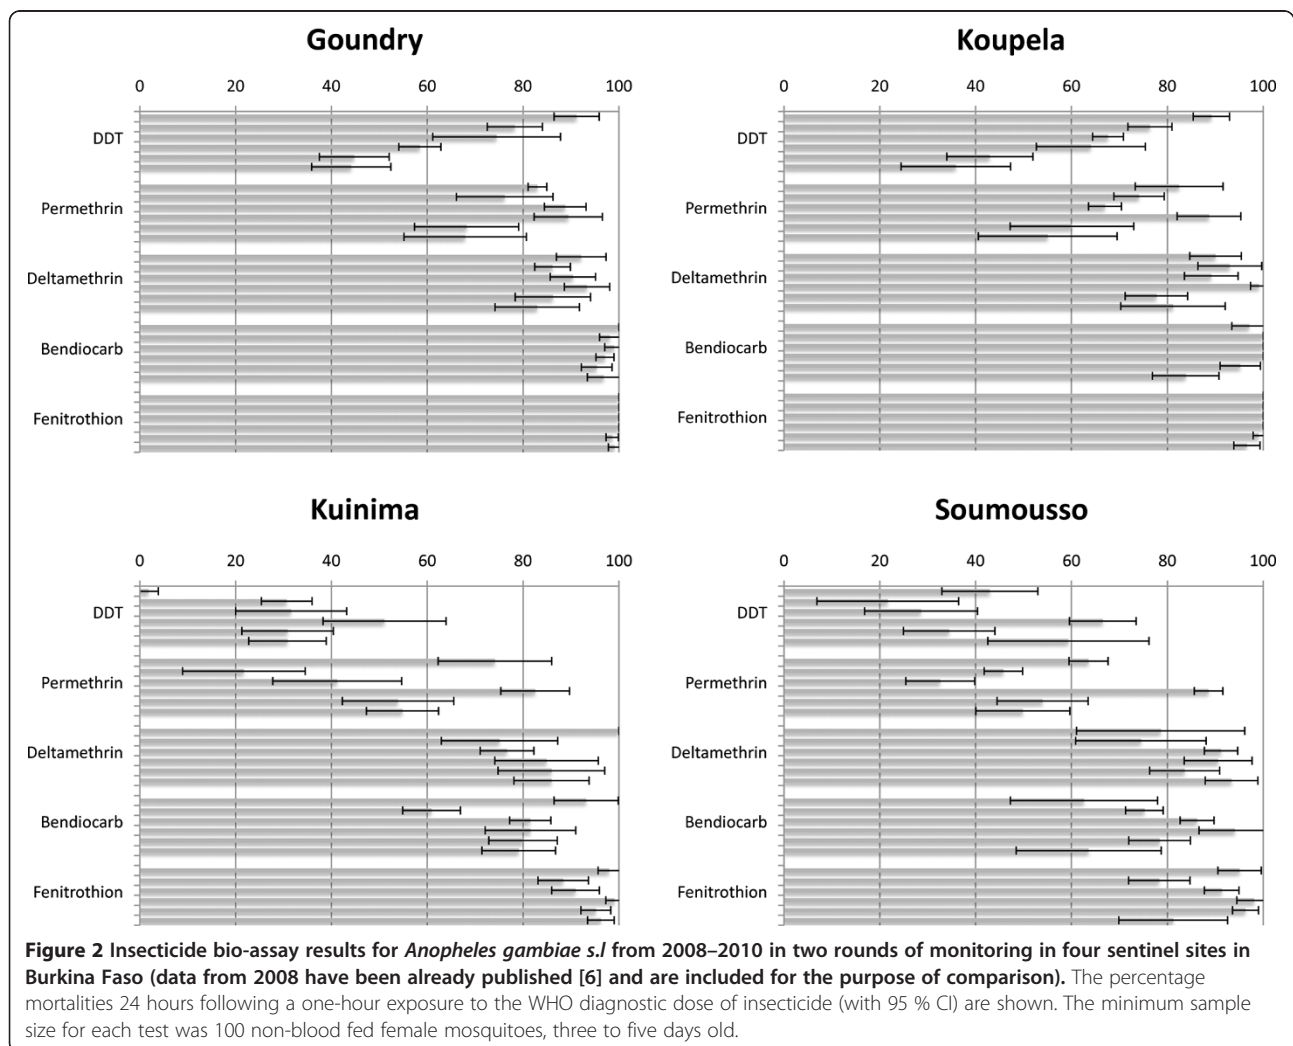 Goundry
0 20 40 60 80 100
DDT
Permethrin
Deltamethrin
Bendiocarb
Fenitrothion
Koupela
0 20 40 60 80 100
DDT
Permethrin
Deltamethrin
Bendiocarb
Fenitrothion
Kuinima
0 20 40 60 80 100
DDT
Permethrin
Deltamethrin
Bendiocarb
Fenitrothion
Soumousso
0 20 40 60 80 100
DDT
Permethrin
Deltamethrin
Bendiocarb
Fenitrothion
Figure 2 Insecticide bio-assay results for Anopheles gambiae s.l from 2008–2010 in two rounds of monitoring in four sentinel sites in
Burkina Faso (data from 2008 have been already published [6] and are included for the purpose of comparison). The percentage
mortalities 24 hours following a one-hour exposure to the WHO diagnostic dose of insecticide (with 95 % CI) are shown. The minimum sample
size for each test was 100 non-blood fed female mosquitoes, three to five days old.